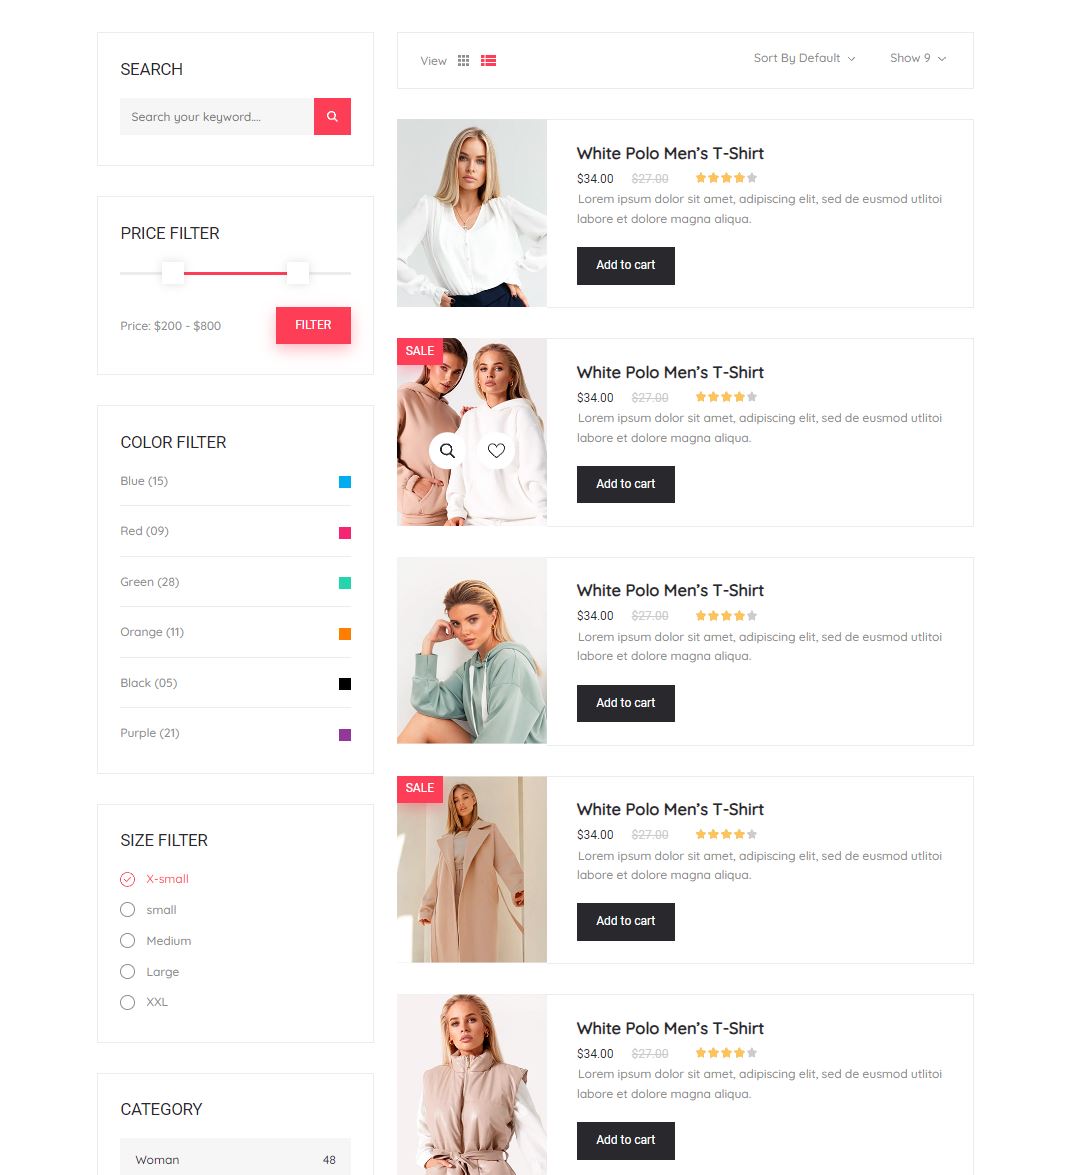 SEARCH
Search your keyword....
PRICE FILTER
Price: $200 - $800
FILTER
COLOR FILTER
Blue (15)
Red (09)
Green (28)
Orange (11)
Black (05)
Purple (21)
SIZE FILTER
X-small
small
Medium
Large
XXL
CATEGORY
Woman 48
View
Sort By Default
Show 9
White Polo Men’s T-Shirt
$34.00 $27.00
Lorem ipsum dolor sit amet, adipiscing elit, sed de eusmod utlitoi
labore et dolore magna aliqua.
Add to cart
SALE
White Polo Men’s T-Shirt
$34.00 $27.00
Lorem ipsum dolor sit amet, adipiscing elit, sed de eusmod utlitoi
labore et dolore magna aliqua.
Add to cart
White Polo Men’s T-Shirt
$34.00 $27.00
Lorem ipsum dolor sit amet, adipiscing elit, sed de eusmod utlitoi
labore et dolore magna aliqua.
Add to cart
SALE
White Polo Men’s T-Shirt
$34.00 $27.00
Lorem ipsum dolor sit amet, adipiscing elit, sed de eusmod utlitoi
labore et dolore magna aliqua.
Add to cart
White Polo Men’s T-Shirt
$34.00 $27.00
Lorem ipsum dolor sit amet, adipiscing elit, sed de eusmod utlitoi
labore et dolore magna aliqua.
Add to cart